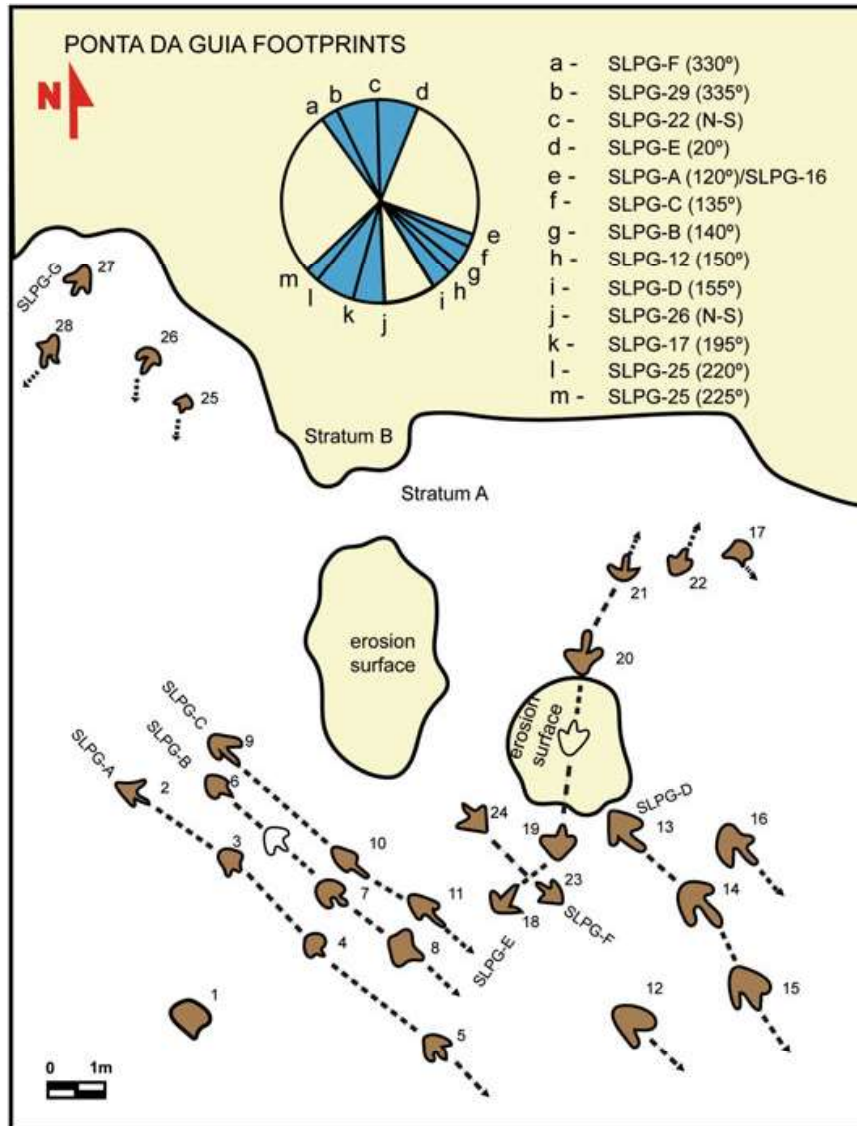 PONTA DA GUIA FOOTPRINTS
N
a
b
c
d
e
f
g
h
i
j
k
l
m
a - SLPG-F (330º)
b - SLPG-29 (335º)
c - SLPG-22 (N-S)
d - SLPG-E (20º)
e - SLPG-A (120º)/SLPG-16
f - SLPG-C (135º)
g - SLPG-B (140º)
h - SLPG-12 (150º)
i - SLPG-D (155º)
j - SLPG-26 (N-S)
k - SLPG-17 (195º)
l - SLPG-25 (220º)
m - SLPG-25 (225º)
SLPG-G
27
28
26
25
Stratum B
Stratum A
17
21
22
20
erosion
surface
erosion
surface
SLPG-C
SLPG-B
SLPG-A
9
6
2
3
10
7
11
4
8
5
1
24
19
SLPG-D
13
16
23
18
14
SLPG-E
SLPG-F
12
15
0 1m